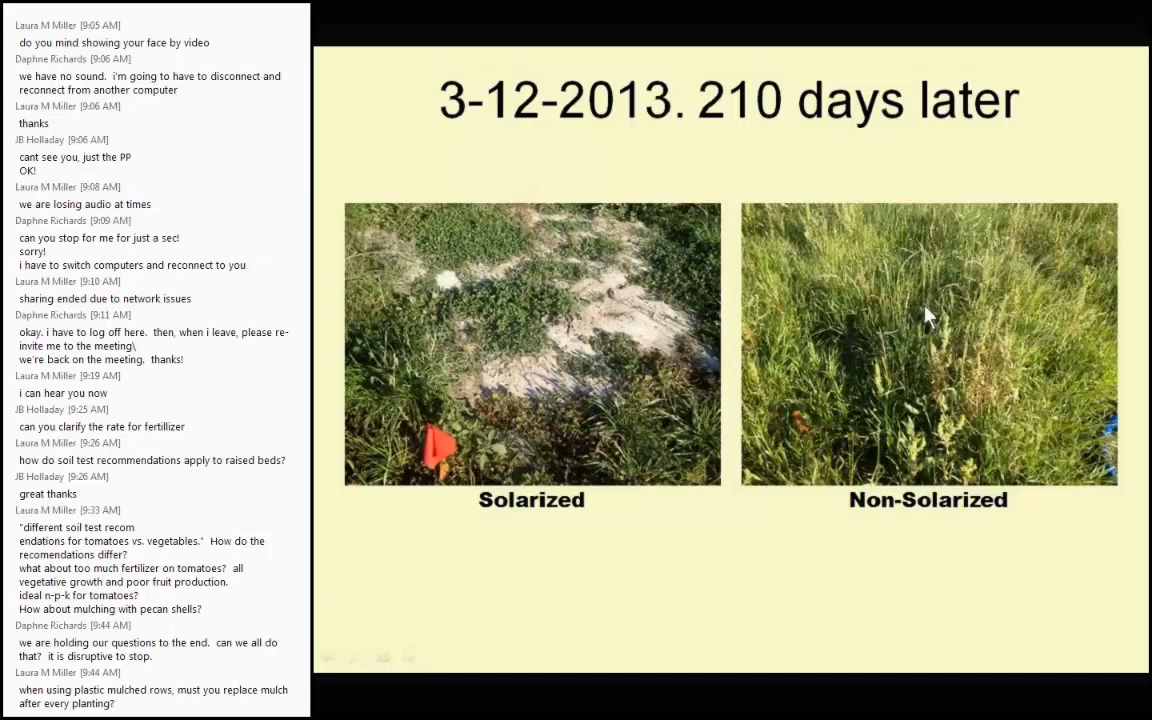 Laura M Miller [9:05 AM]
do you mind showing your face by video
Daphne Richards [9:06 AM]
we have no sound.  i'm going to have to disconnect and
reconnect from another computer
Laura M Miller [9:06 AM]
thanks
JB Holladay [9:06 AM]
cant see you, just the PP
OK!
Laura M Miller [9:08 AM]
we are losing audio at times
Daphne Richards [9:09 AM]
can you stop for me for just a sec!
sorry!
i have to switch computers and reconnect to you
Laura M Miller [9:10 AM]
sharing ended due to network issues
Daphne Richards [9:11 AM]
okay. i have to log off here.  then, when i leave, please re-
invite me to the meeting\
we're back on the meeting.  thanks!
Laura M Miller [9:19 AM]
i can hear you now
JB Holladay [9:25 AM]
can you clarify the rate for fertillizer
Laura M Miller [9:26 AM]
how do soil test recommendations apply to raised beds?
JB Holladay [9:26 AM]
great thanks
Laura M Miller [9:33 AM]
"different soil test recom
endations for tomatoes vs. vegetables."  How do the
recomendations differ?
what about too much fertilizer on tomatoes?  all
vegetative growth and poor fruit production.
ideal n-p-k for tomatoes?
How about mulching with pecan shells?
Daphne Richards [9:44 AM]
we are holding our questions to the end.  can we all do
that?  it is disruptive to stop.
Laura M Miller [9:44 AM]
when using plastic mulched rows, must you replace mulch
after every planting?
3-12-2013. 210 days later
Solarized
Non-Solarized